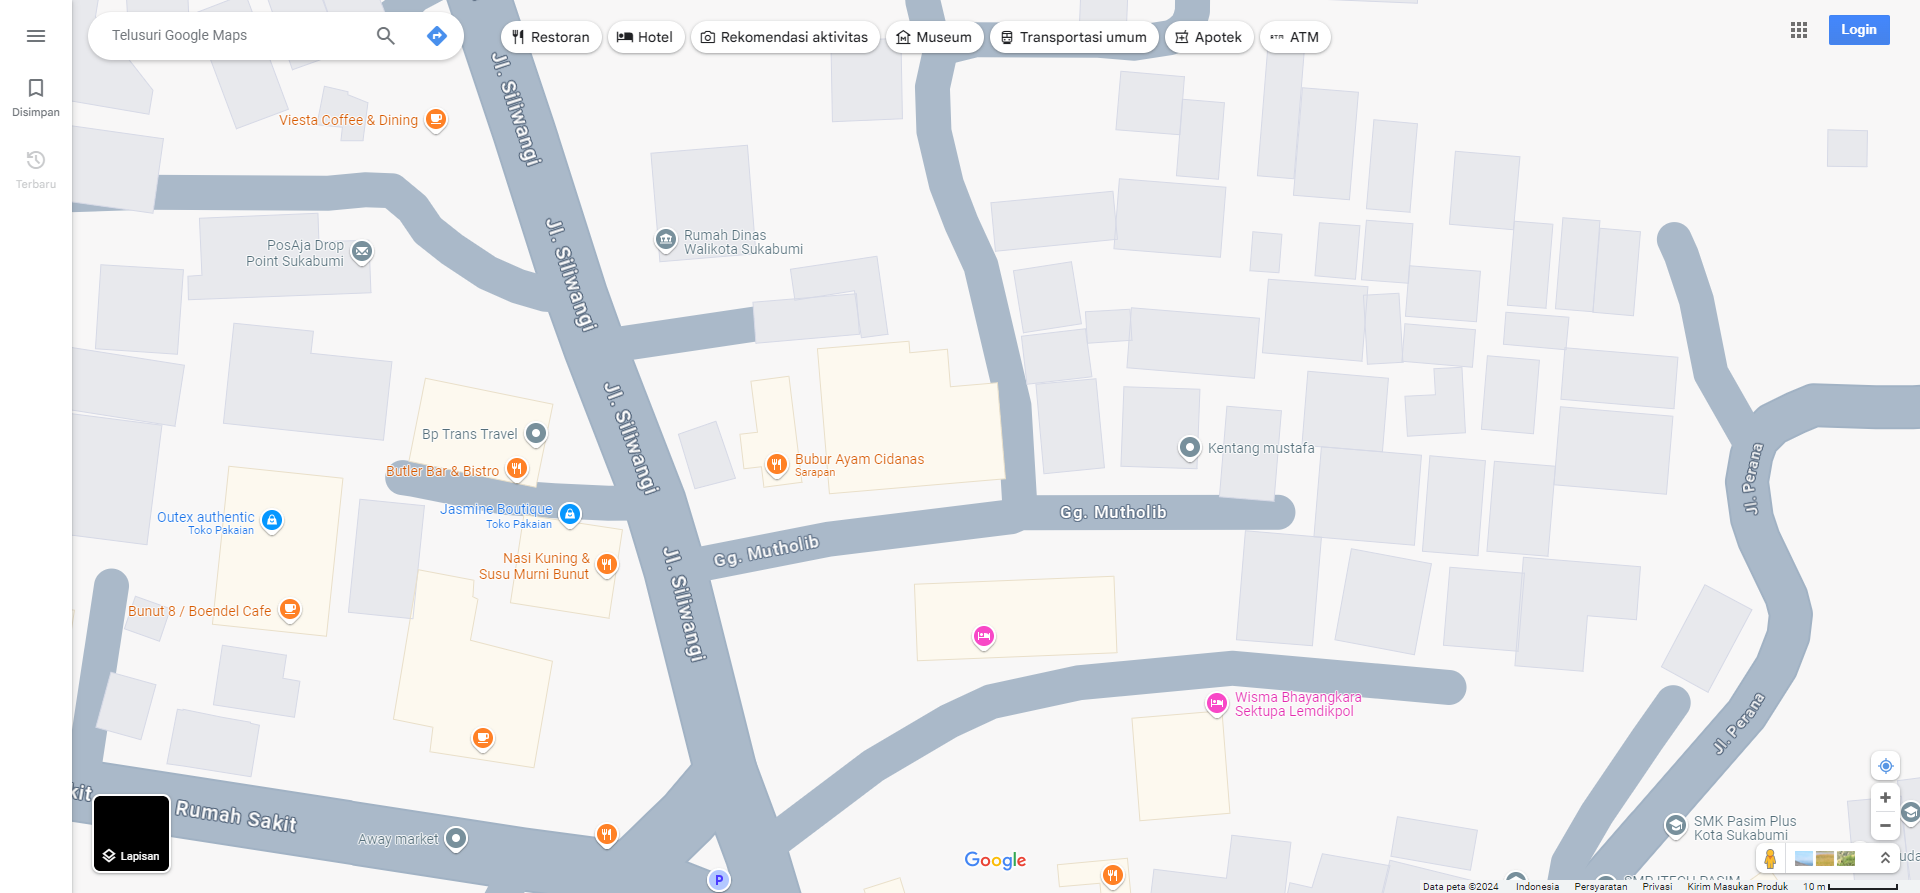 Telusuri Google Maps
Restoran
Hotel
Rekomendasi aktivitas
Museum
Transportasi umum
Apotek
ATM
Login
Disimpan
Terbaru
Viesta Coffee & Dining
Jl. Siliwangi
PosAja Drop
Point Sukabumi
Rumah Dinas
Walikota Sukabumi
Jl. Siliwangi
Jl. Siliwangi
Bp Trans Travel
Butler Bar & Bistro
Bubur Ayam Cidanas
Sarapan
Kentang mustafa
Jl. Perana
Outex authentic
Toko Pakaian
Jasmine Boutique
Toko Pakaian
Gg. Mutholib
Gg. Mutholib
Nasi Kuning &
Susu Murni Bunut
Jl. Siliwangi
Bunut 8 / Boendel Cafe
Wisma Bhayangkara
Sektupa Lemdikpol
Jl. Perana
kit
Rumah Sakit
Away market
Lapisan
P
Google
SMK Pasim Plus
Kota Sukabumi
SMP ITECH PASIM
Data peta ©2024
Indonesia
Persyaratan
Privasi
Kirim Masukan Produk
10 m